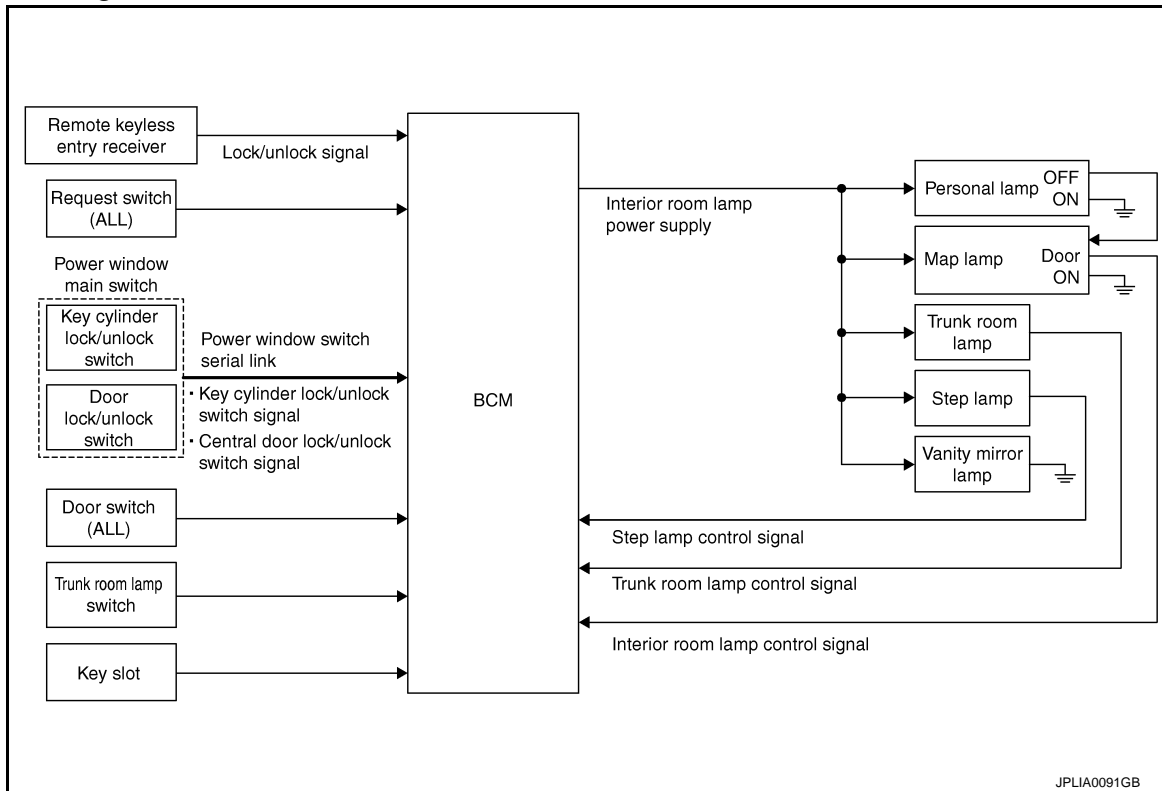 Remote keyless
entry receiver
Lock/unlock signal
Request switch
(ALL)
Power window
main switch
Key cylinder
lock/unlock
switch
Door
lock/unlock
switch
Power window switch
serial link
· Key cylinder lock/unlock
switch signal
· Central door lock/unlock
switch signal
Door switch
(ALL)
Trunk room lamp
switch
Key slot
BCM
Interior room lamp
power supply
Personal lamp
OFF
ON
Map lamp
Door
ON
Trunk room
lamp
Step lamp
Vanity mirror
lamp
Step lamp control signal
Trunk room lamp control signal
Interior room lamp control signal
JPLIA0091GB